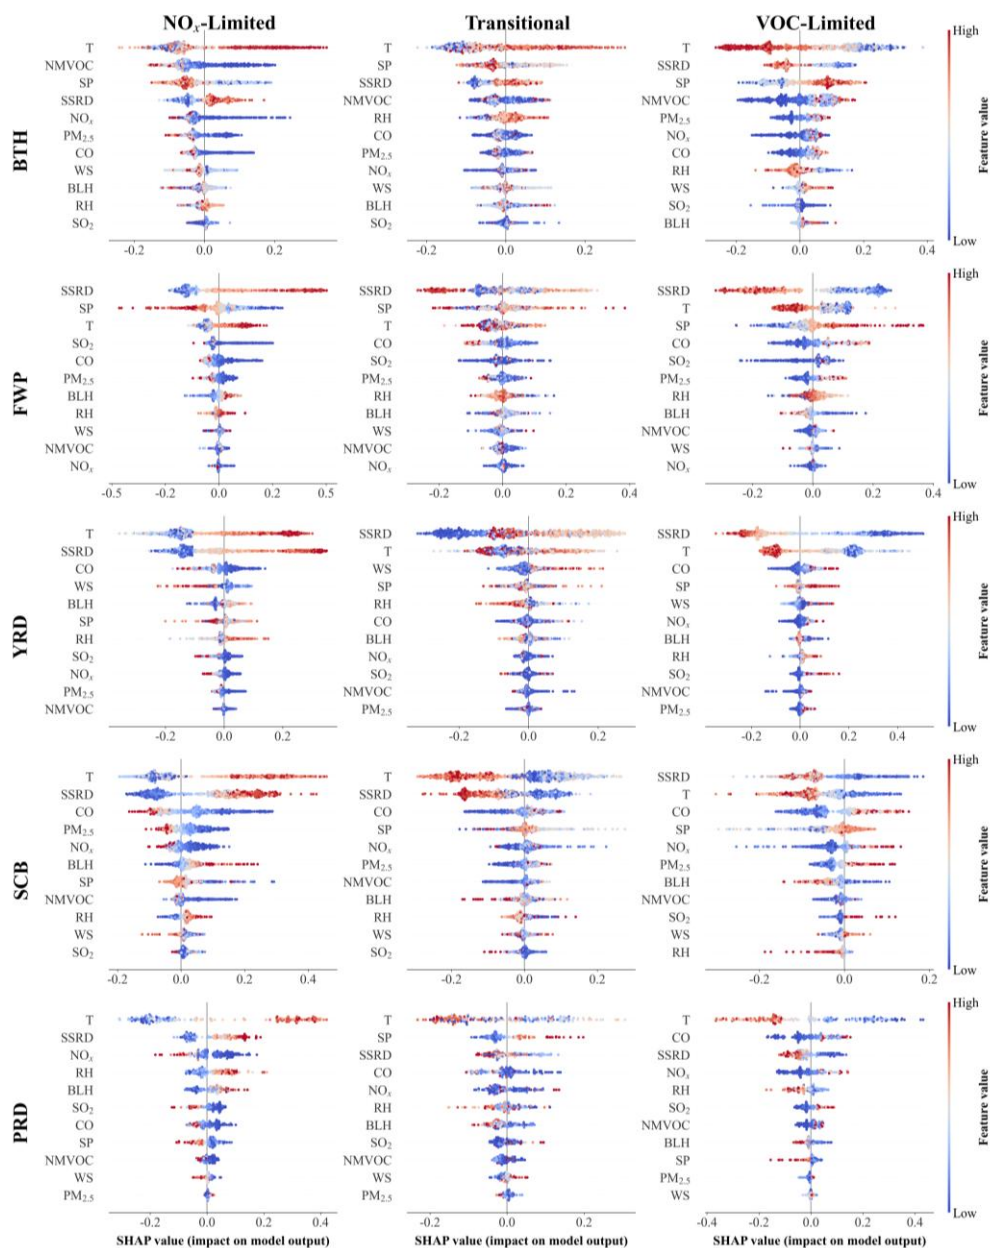 NOx-Limited Transitional VOC-Limited
BTH
T
NMVOC
SP
SSRD
NOx
PM2.5
CO
WS
BLH
RH
SO2
0.0 0.2
T
SP
SSRD
NMVOC
RH
CO
PM2.5
NOx
WS
BLH
SO2
-0.2 0.0 0.2
T
SSRD
SP
NMVOC
PM2.5
NOx
CO
RH
WS
SO2
BLH
-0.2 0.0 0.2 0.4
High
Feature value
Low
FWP
SSRD
SP
T
SO2
CO
PM2.5
BLH
RH
WS
NMVOC
NOx
-0.5 -0.2 0.0 0.2 0.5
SSRD
SP
T
CO
SO2
PM2.5
RH
BLH
WS
NMVOC
NOx
-0.2 0.0 0.2 0.4
SSRD
T
SP
CO
SO2
PM2.5
RH
BLH
NMVOC
WS
NOx
-0.2 0.0 0.2 0.4
High
Feature value
Low
YRD
T
SSRD
CO
WS
BLH
SP
RH
SO2
NOx
PM2.5
NMVOC
-0.2 0.0 0.2
SSRD
T
WS
SP
RH
CO
BLH
NOx
SO2
NMVOC
PM2.5
-0.2 0.0 0.2
SSRD
T
CO
SP
WS
NOx
BLH
RH
SO2
NMVOC
PM2.5
-0.2 0.0 0.2 0.4
High
Feature value
Low
SCB
T
SSRD
CO
PM2.5
NOx
BLH
SP
NMVOC
RH
WS
SO2
-0.2 0.0 0.2 0.4
T
SSRD
CO
SP
NOx
PM2.5
NMVOC
BLH
RH
WS
SO2
-0.2 0.0 0.2
SSRD
T
CO
SP
NOx
PM2.5
BLH
NMVOC
SO2
WS
RH
-0.2 0.0 0.2
High
Feature value
Low
PRD
T
SSRD
NOx
RH
BLH
SO2
CO
SP
NMVOC
WS
PM2.5
-0.2 0.0 0.2 0.4
SHAP value (impact on model output)
T
SP
SSRD
CO
NOx
RH
BLH
SO2
NMVOC
WS
PM2.5
-0.2 0.0 0.2
SHAP value (impact on model output)
T
CO
SSRD
NOx
RH
SO2
NMVOC
BLH
SP
PM2.5
WS
-0.4 -0.2 0.0 0.2 0.4
SHAP value (impact on model output)
High
Feature value
Low